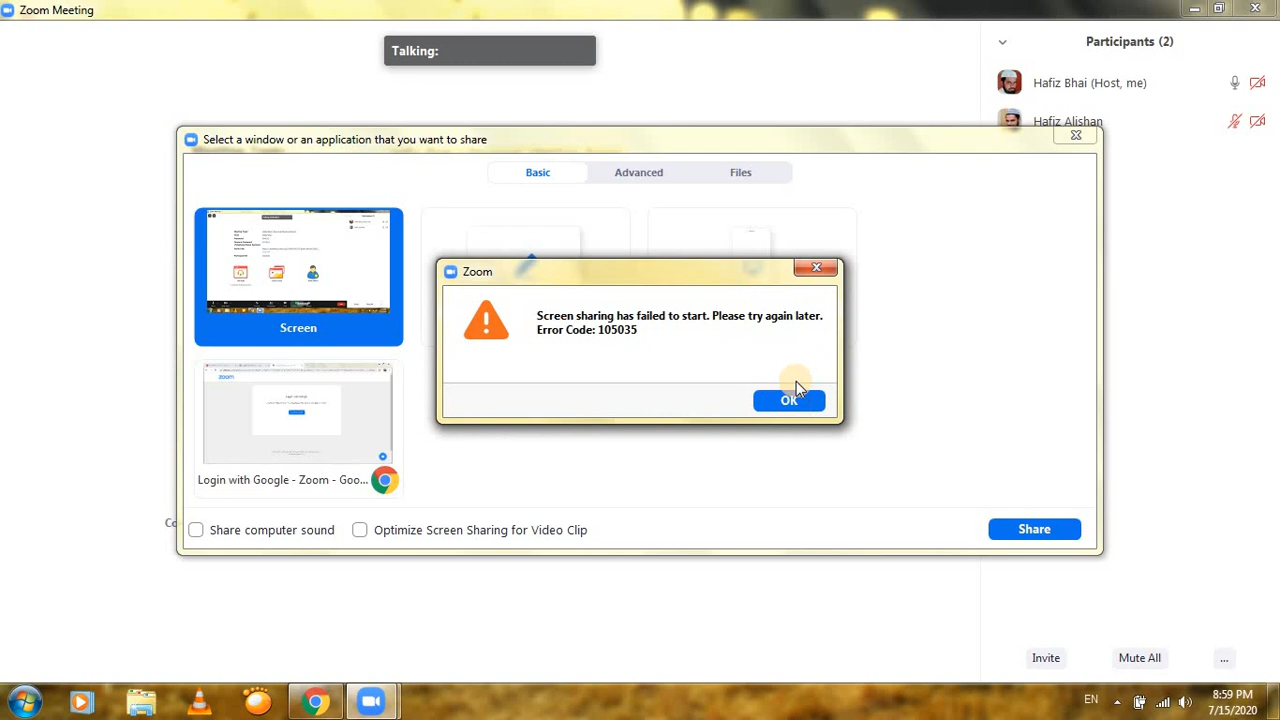 Zoom Meeting
Talking:
Participants (2)
Hafiz Bhai (Host, me)
Hafiz Alishan
Select a window or an application that you want to share
Basic
Advanced
Files
Screen
Zoom
Screen sharing has failed to start. Please try again later.
Error Code: 105035
OK
zoom
Login with Google - Zoom - Goo...
Share computer sound
Optimize Screen Sharing for Video Clip
Share
Invite
Mute All
...
EN
8:59 PM
7/15/2020